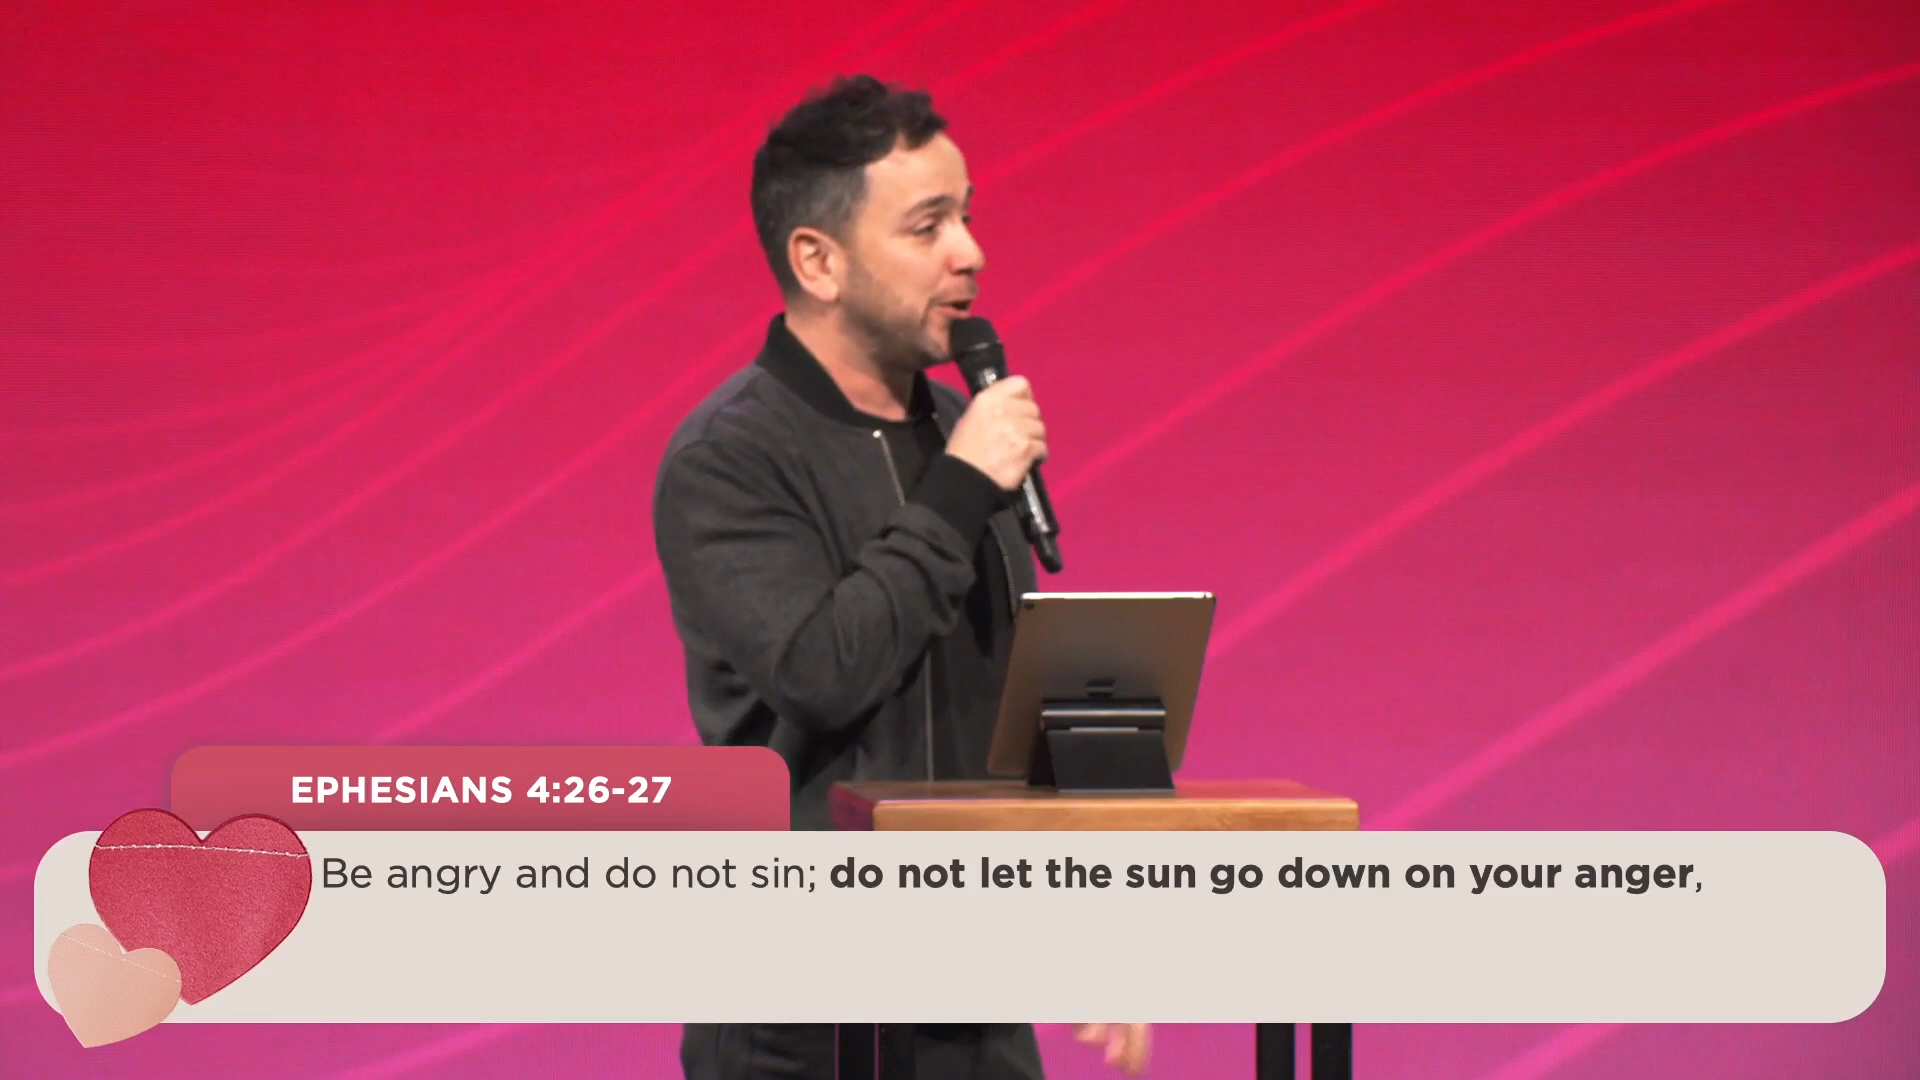 EPHESIANS 4:26-27
Be angry and do not sin; do not let the sun go down on your anger,